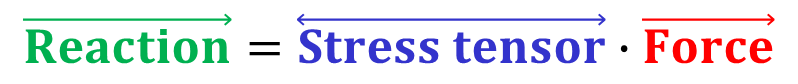 Reaction = Stress tensor · Force